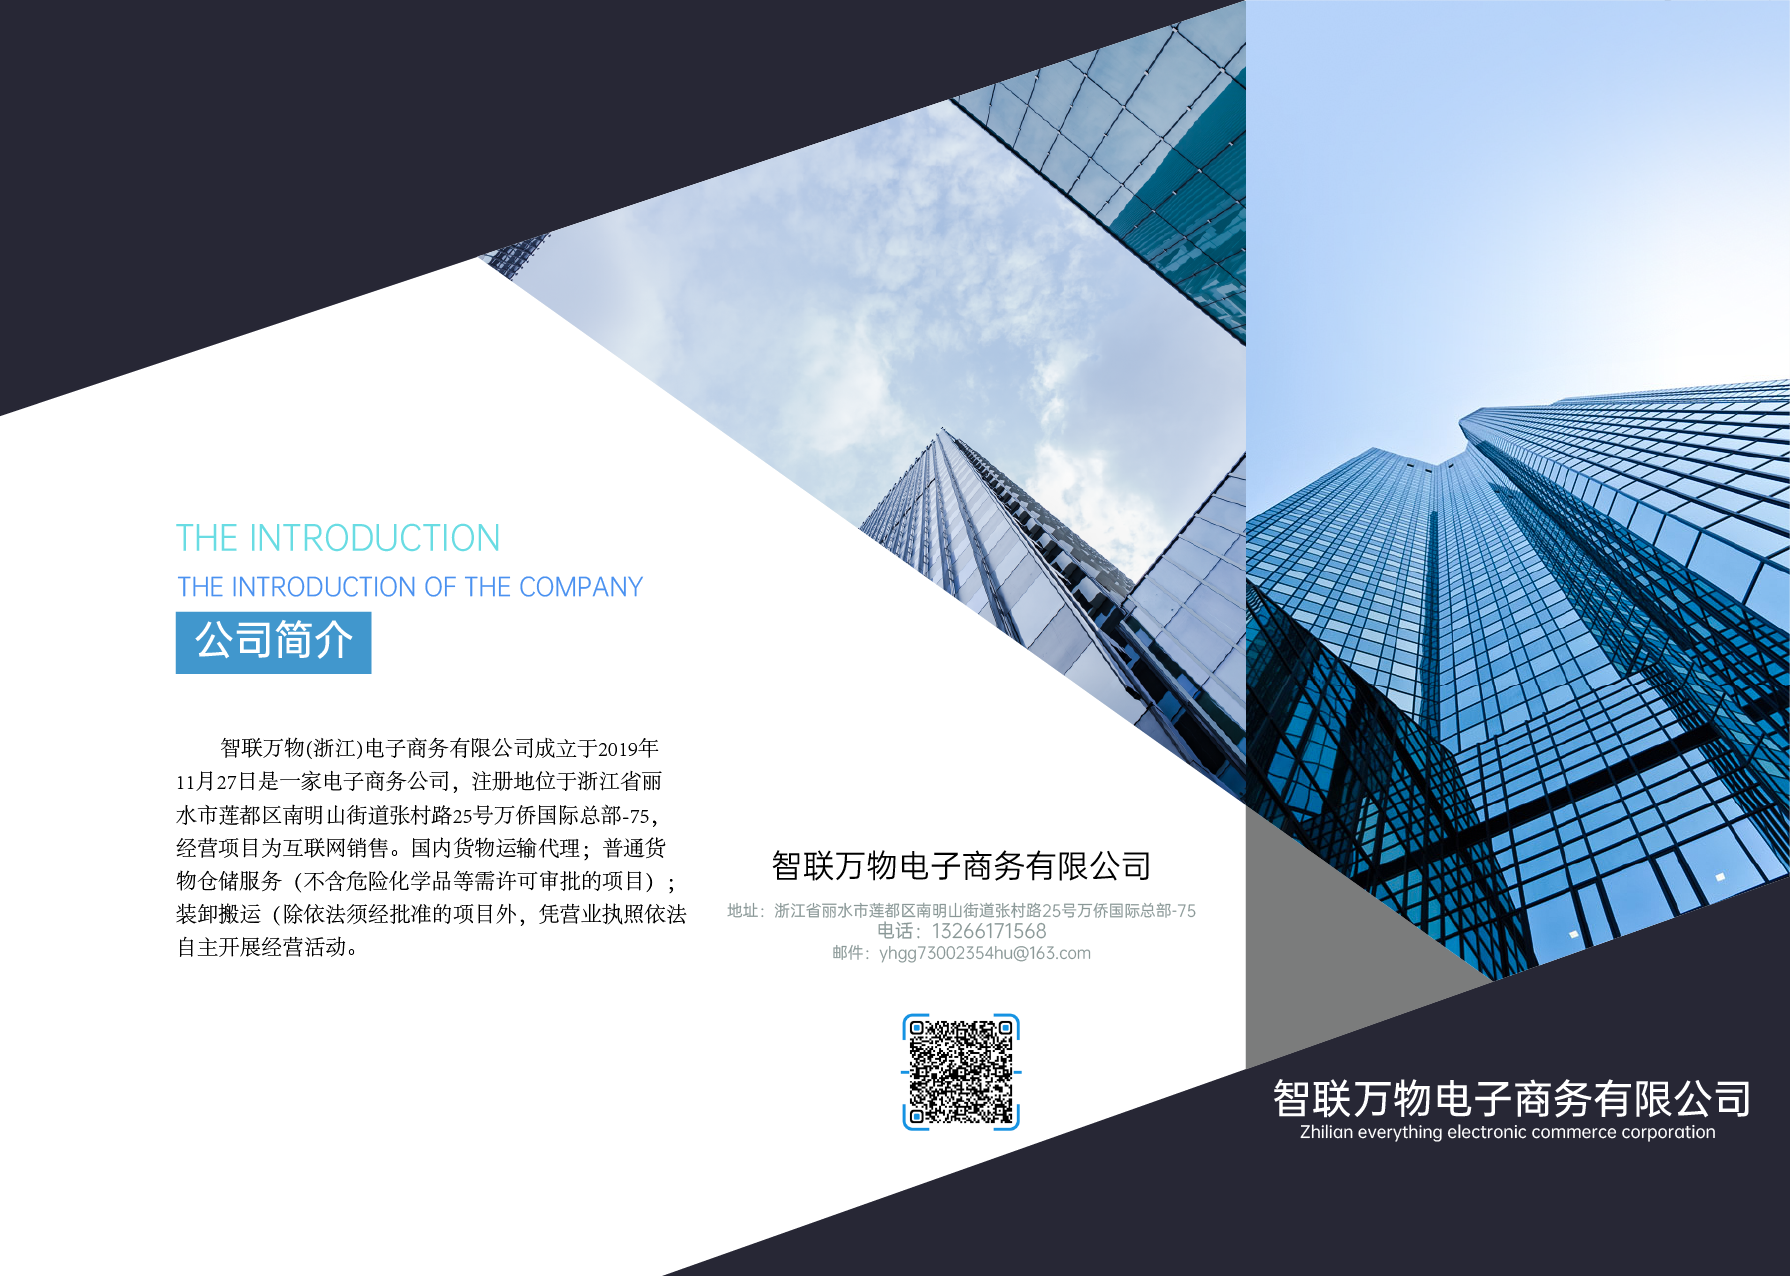 THE INTRODUCTION
THE INTRODUCTION OF THE COMPANY
公司简介
智联万物(浙江)电子商务有限公司成立于2019年
11月27日是一家电子商务公司，注册地位于浙江省丽
水市莲都区南明山街道张村路25号万侨国际总部-75，
经营项目为互联网销售。国内货物运输代理；普通货
物仓储服务（不含危险化学品等需许可审批的项目）；
装卸搬运（除依法须经批准的项目外，凭营业执照依法
自主开展经营活动。
智联万物电子商务有限公司
地址：浙江省丽水市莲都区南明山街道张村路25号万侨国际总部-75
电话：13266171568
邮件：yhgg73002354hu@163.com
智联万物电子商务有限公司
Zhilian everything electronic commerce corporation